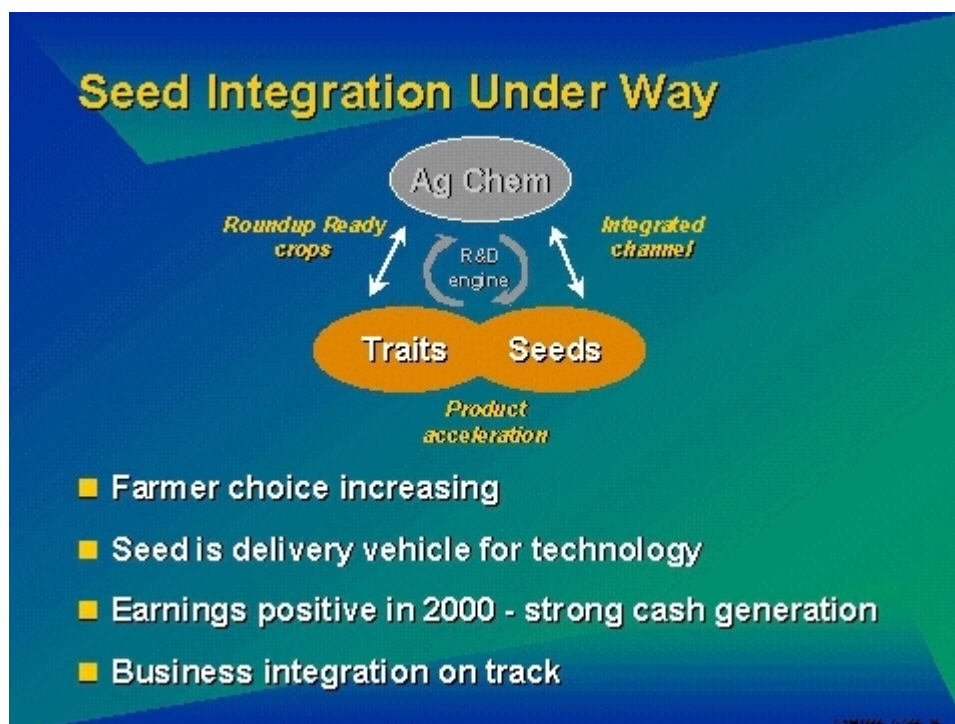 Seed Integration Under Way
Ag Chem
Roundup Ready
crops
Integrated
channel
R&D
engine
Traits
Seeds
Product
acceleration
Farmer choice increasing
Seed is delivery vehicle for technology
Earnings positive in 2000 - strong cash generation
Business integration on track